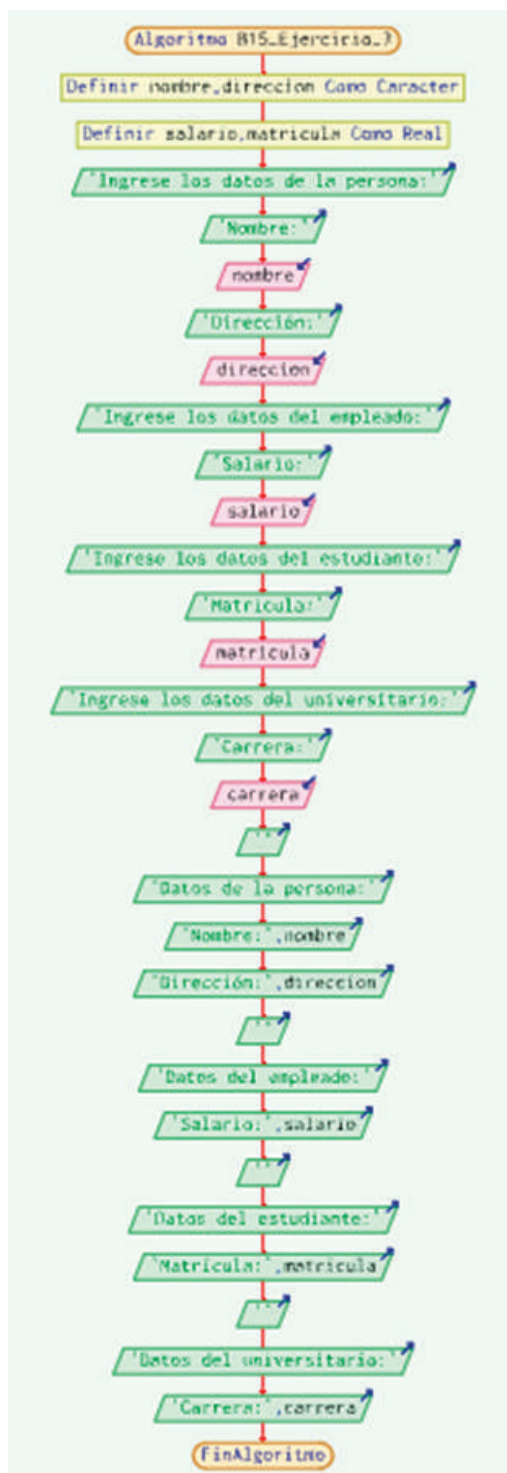 Algoritmo B15_Ejercicio_
Definir nombre,direccion Como Caracter
Definir salario,matricula Como Real
'Ingrese los datos de la persona:'
'Nombre:'
nombre
'Dirección:'
direccion
'Ingrese los datos del empleado:'
'Salario:'
salario
'Ingrese los datos del estudiante:'
'Matricula:'
matricula
'Ingrese los datos del universitario:'
'Carrera:'
carrera
''
'Datos de la persona:'
'Nombre:',nombre
'Dirección:',direccion
''
'Datos del empleado:'
'Salario:',salario
''
'Datos del estudiante:'
'Matrícula:',matricula
''
'Datos del universitario:'
'Carrera:',carrera
FinAlgoritmo